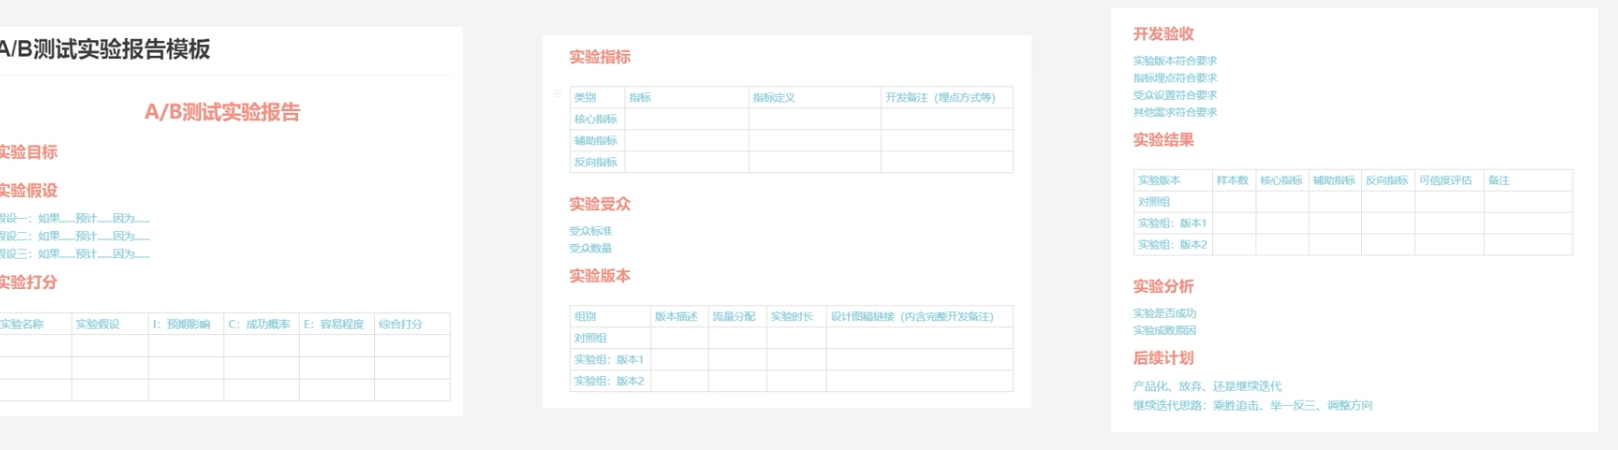 A/B测试实验报告模板
A/B测试实验报告
实验目标
实验假设
假设一：如果......预计......因为......
假设二：如果......预计......因为......
假设三：如果......预计......因为......
实验打分
实验名称 实验假设 I：预期影响 C：成功概率 E：容易程度 综合打分
实验指标
类别 指标 指标定义 开发备注（埋点方式等）
核心指标
辅助指标
反向指标
实验受众
受众标准
受众数量
实验版本
组别 版本描述 流量分配 实验时长 设计图稿链接（内含完整开发备注）
对照组
实验组：版本1
实验组：版本2
开发验收
实验版本符合要求
指标埋点符合要求
受众设置符合要求
其他需求符合要求
实验结果
实验版本 样本数 核心指标 辅助指标 反向指标 可信度评估 备注
对照组
实验组：版本1
实验组：版本2
实验分析
实验是否成功
实验成败原因
后续计划
产品化、放弃、还是继续迭代
继续迭代思路：乘胜追击、举一反三、调整方向